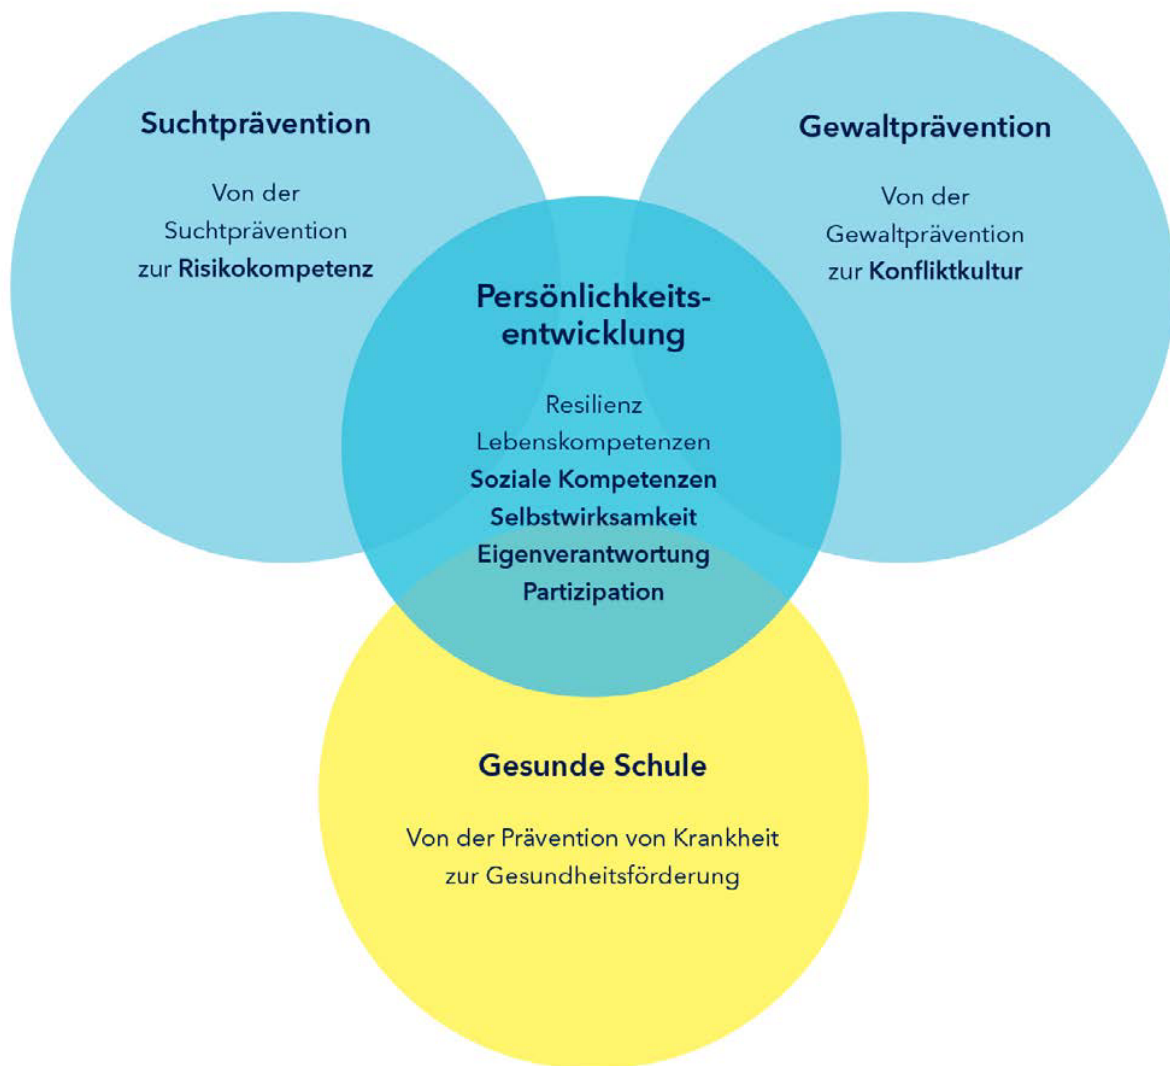 Suchtprävention
Von der
Suchtprävention
zur Risikokompetenz
Gewaltprävention
Von der
Gewaltprävention
zur Konfliktkultur
Persönlichkeits-
entwicklung
Resilienz
Lebenskompetenzen
Soziale Kompetenzen
Selbstwirksamkeit
Eigenverantwortung
Partizipation
Gesunde Schule
Von der Prävention von Krankheit
zur Gesundheitsförderung